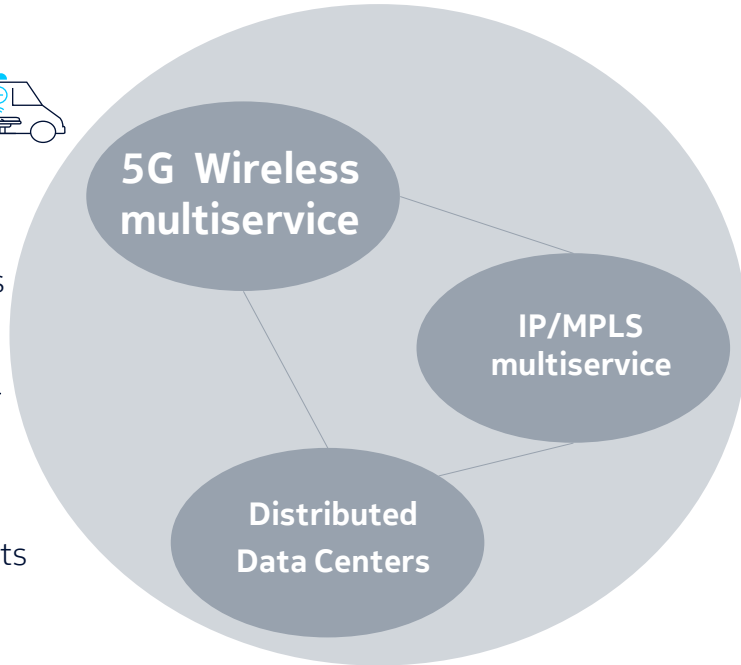 5G Wireless
multiservice
IP/MPLS
multiservice
Distributed
Data Centers